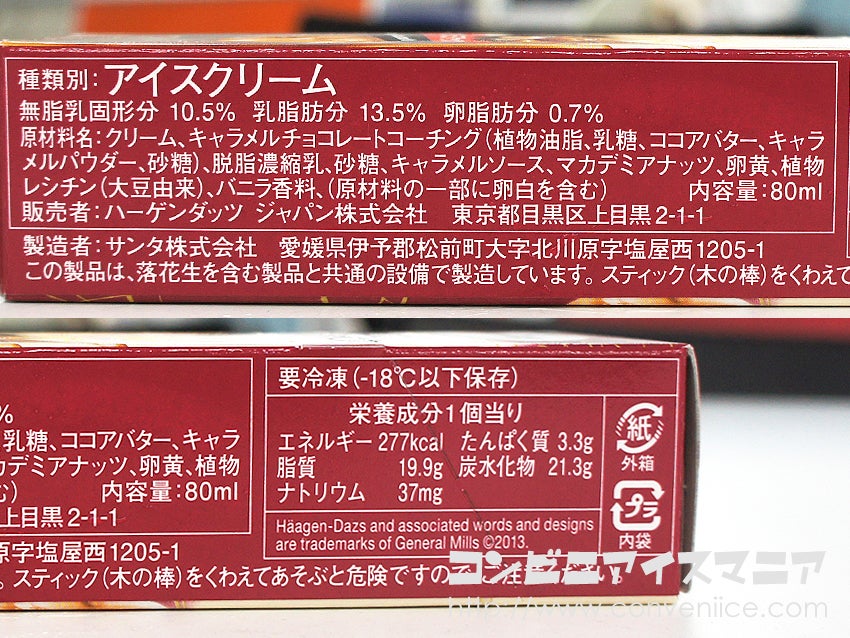 種類別：アイスクリーム
無脂乳固形分 10.5% 乳脂肪分 13.5% 卵脂肪分 0.7%
原材料名：クリーム、キャラメルチョコレートコーチング（植物油脂、乳糖、ココアバター、キャラ
メルパウダー、砂糖）、脱脂濃縮乳、砂糖、キャラメルソース、マカデミアナッツ、卵黄、植物
レシチン（大豆由来）、バニラ香料、（原材料の一部に卵白を含む） 内容量：80ml
販売者：ハーゲンダッツ ジャパン株式会社 東京都目黒区上目黒2-1-1
製造者：サンタ株式会社 愛媛県伊予郡松前町大字北川原字塩屋西1205-1
この製品は、落花生を含む製品と共通の設備で製造しています。スティック（木の棒）をくわえて
要冷凍（-18℃以下保存）
栄養成分1個当り
エネルギー 277kcal たんぱく質 3.3g
脂質 19.9g 炭水化物 21.3g
ナトリウム 37mg
Häagen-Dazs and associated words and designs
are trademarks of General Mills ©2013.
紙
外箱
プラ
内袋
%
乳糖、ココアバター、キャラ
カデミアナッツ、卵黄、植物
む） 内容量：80ml
上目黒2-1-1
原字塩屋西1205-1
。スティック（木の棒）をくわえてあそぶと危険ですのでご注意ください。
コンビニアイスマニア
http://www.conveniice.com/